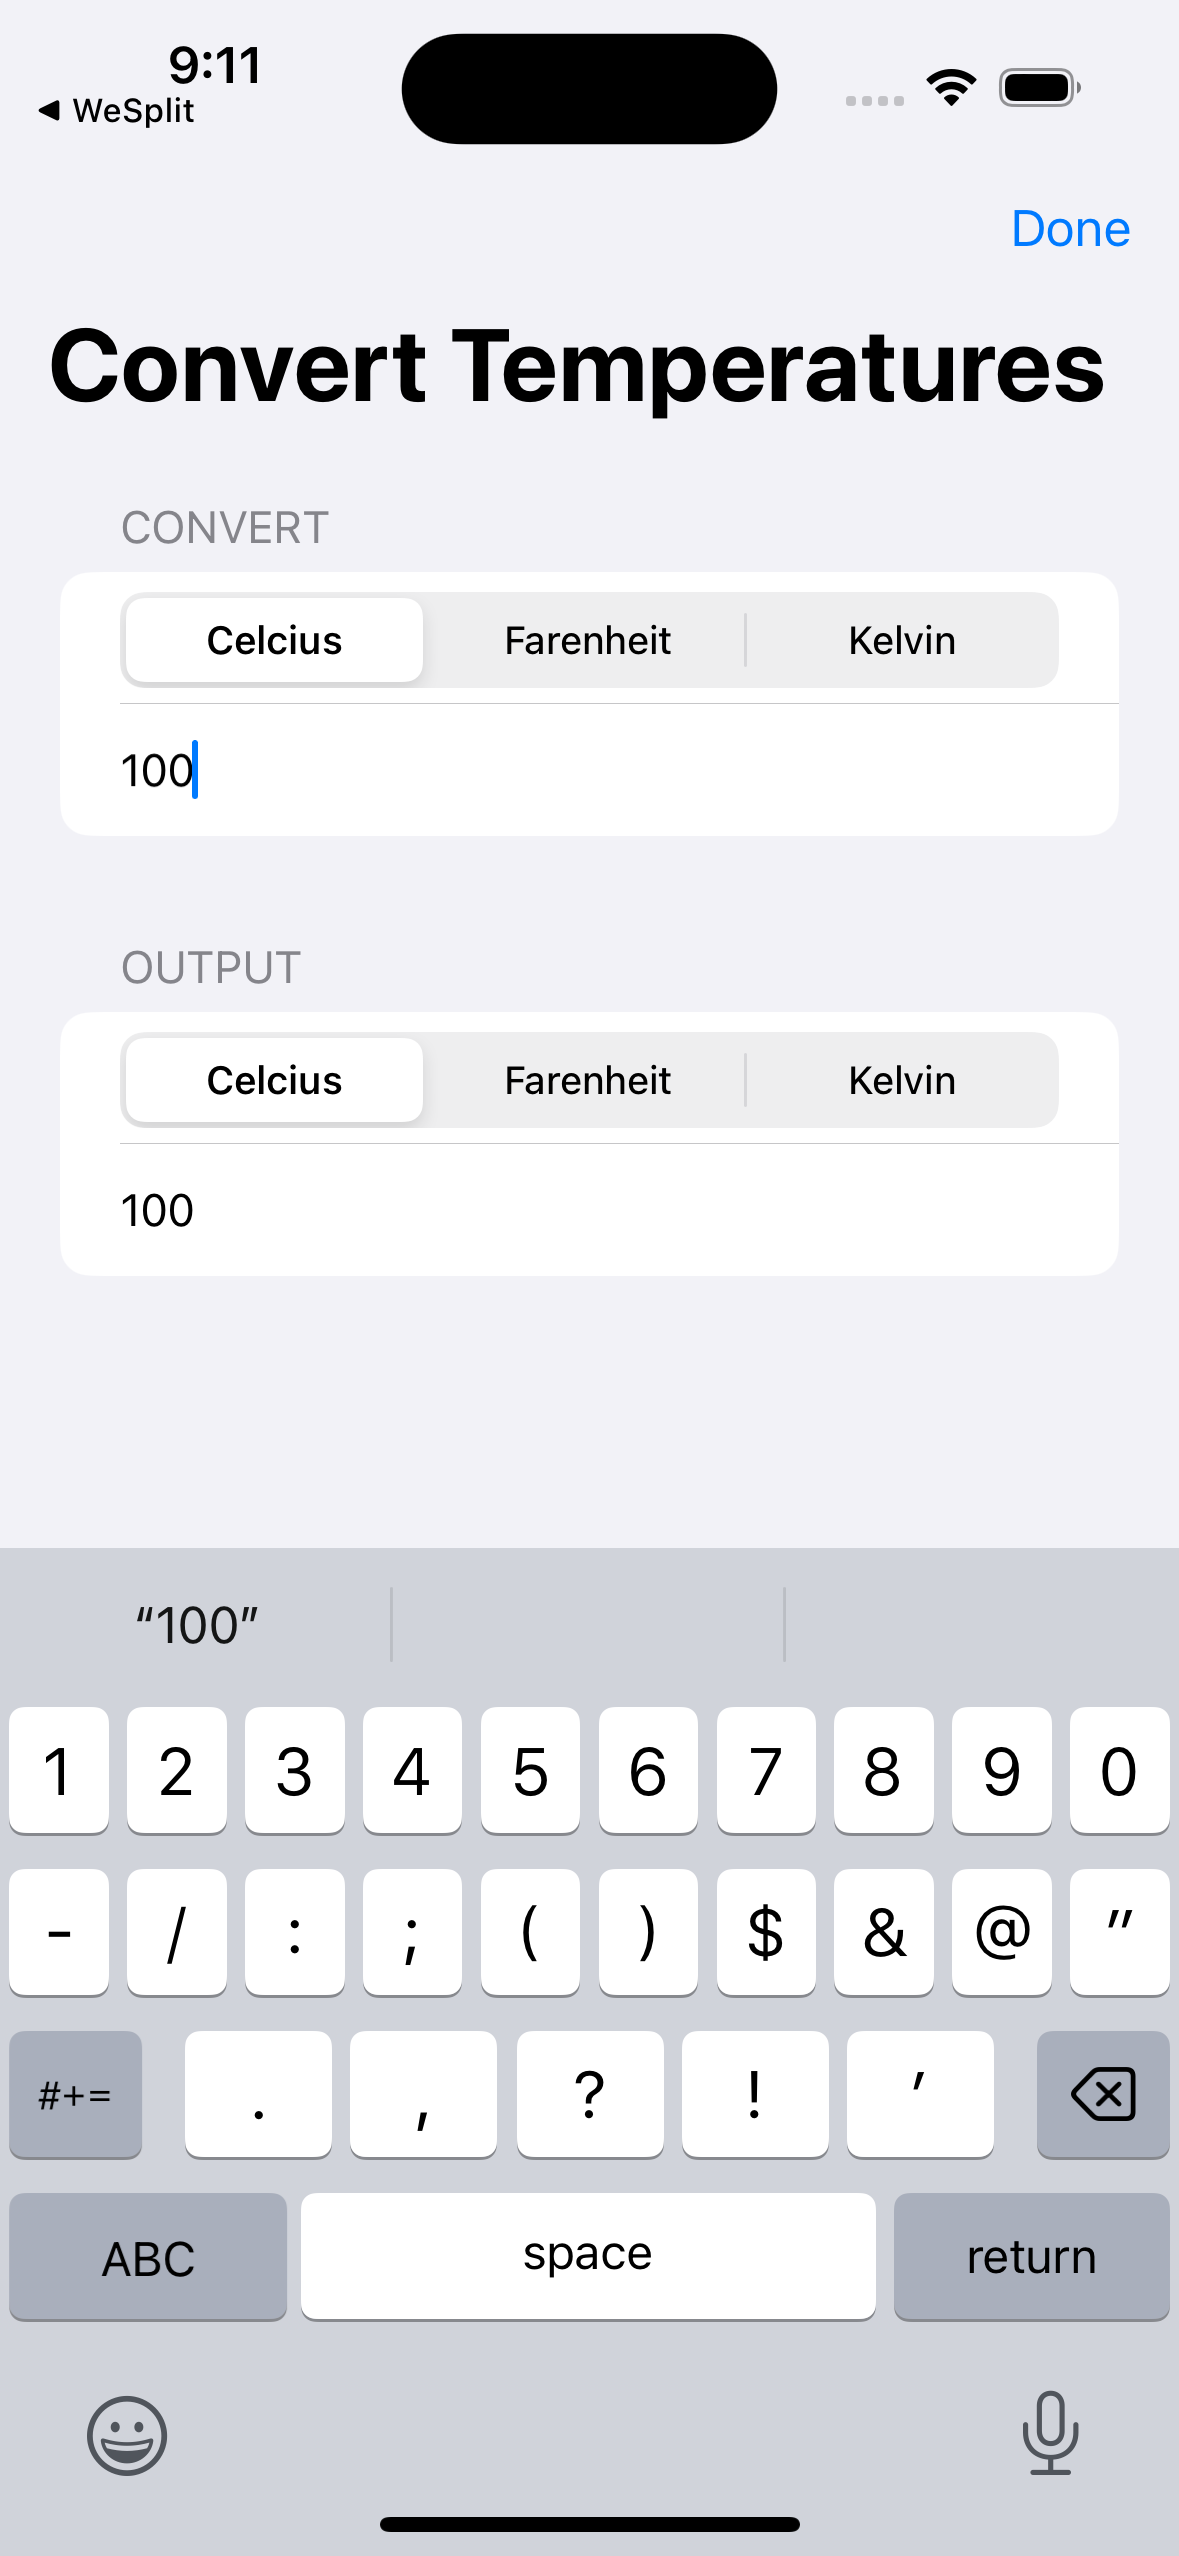 9:11
◀ WeSplit
Done
Convert Temperatures
CONVERT
Celcius Farenheit Kelvin
100
OUTPUT
Celcius Farenheit Kelvin
100
“100”
1 2 3 4 5 6 7 8 9 0
- / : ; ( ) $ & @ "
#+= . , ? ! '
ABC space return